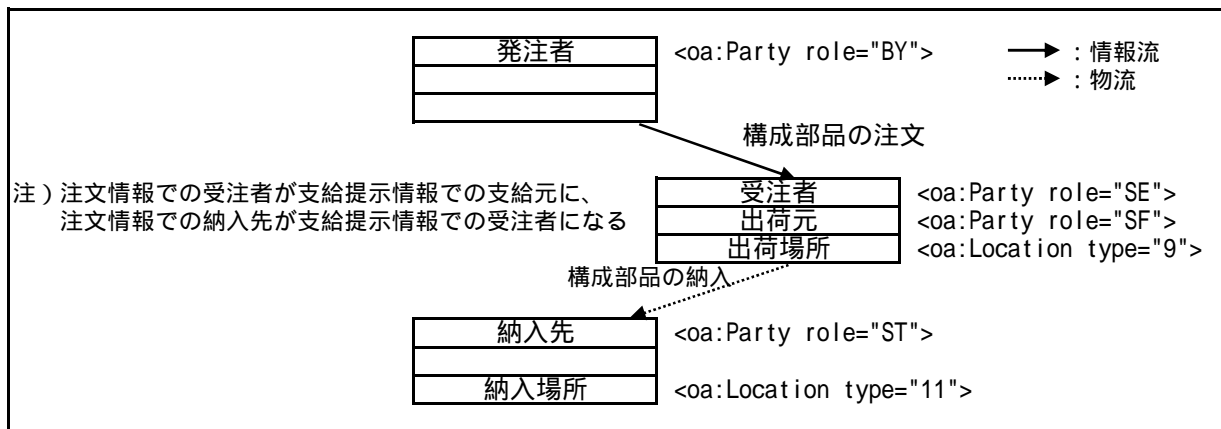 発注者 <oa:Party role="BY">
：情報流
：物流
構成部品の注文
注）注文情報での受注者が支給提示情報での支給元に、
注文情報での納入先が支給提示情報での受注者になる
受注者 <oa:Party role="SE">
出荷元 <oa:Party role="SF">
出荷場所 <oa:Location type="9">
構成部品の納入
納入先 <oa:Party role="ST">
納入場所 <oa:Location type="11">